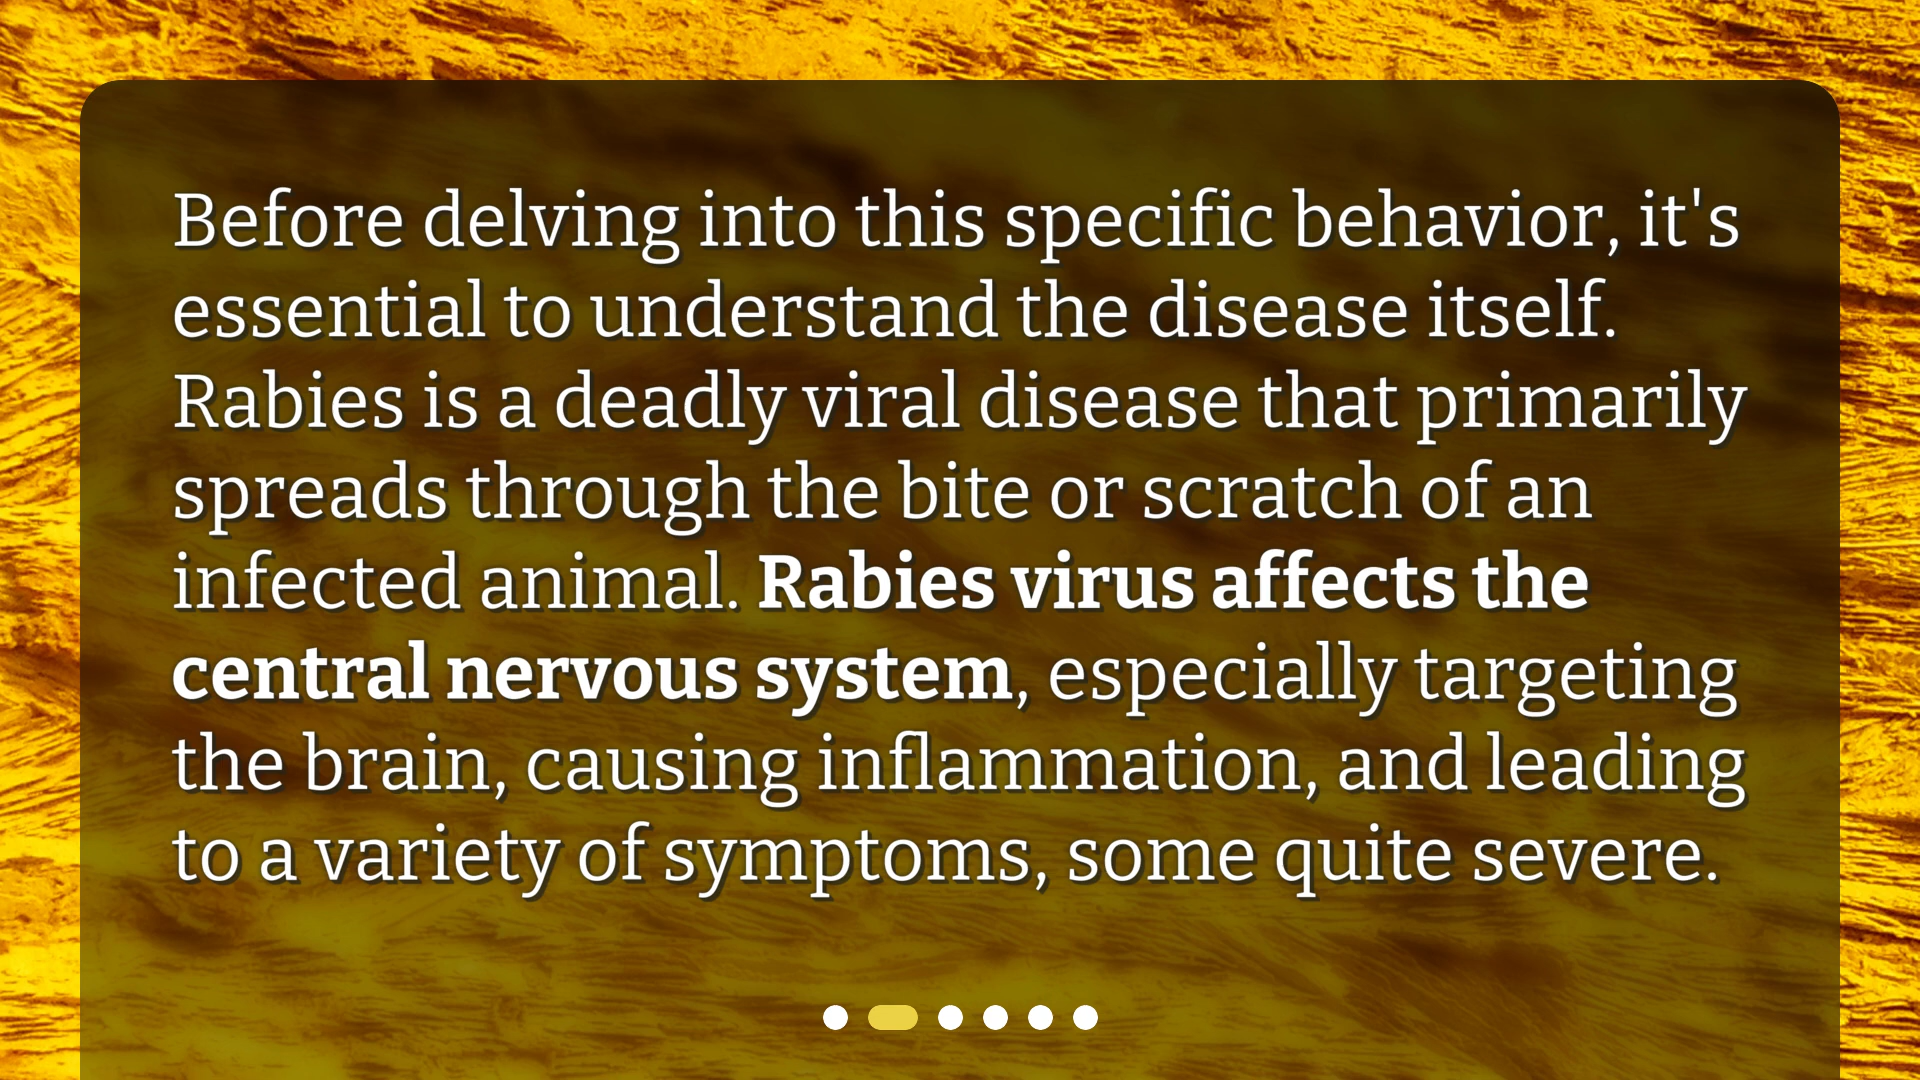 Before delving into this specific behavior, it's
essential to understand the disease itself.
Rabies is a deadly viral disease that primarily
spreads through the bite or scratch of an
infected animal. Rabies virus affects the
central nervous system, especially targeting
the brain, causing inflammation, and leading
to a variety of symptoms, some quite severe.